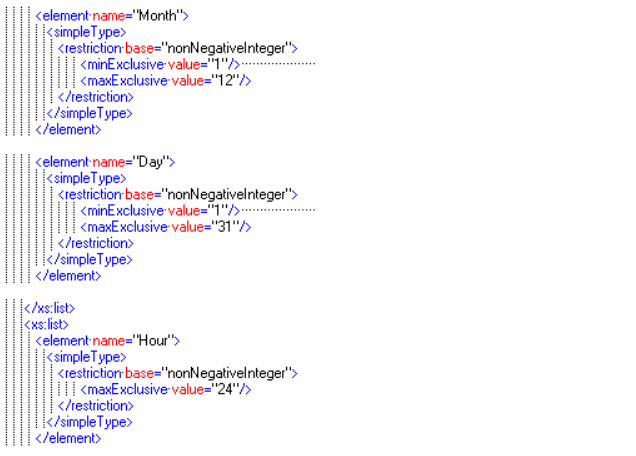 <element name="Month">
<simpleType>
<restriction base="nonNegativeInteger">
<minExclusive value="1"/>
<maxExclusive value="12"/>
</restriction>
</simpleType>
</element>
<element name="Day">
<simpleType>
<restriction base="nonNegativeInteger">
<minExclusive value="1"/>
<maxExclusive value="31"/>
</restriction>
</simpleType>
</element>
</xs:list>
<xs:list>
<element name="Hour">
<simpleType>
<restriction base="nonNegativeInteger">
<maxExclusive value="24"/>
</restriction>
</simpleType>
</element>